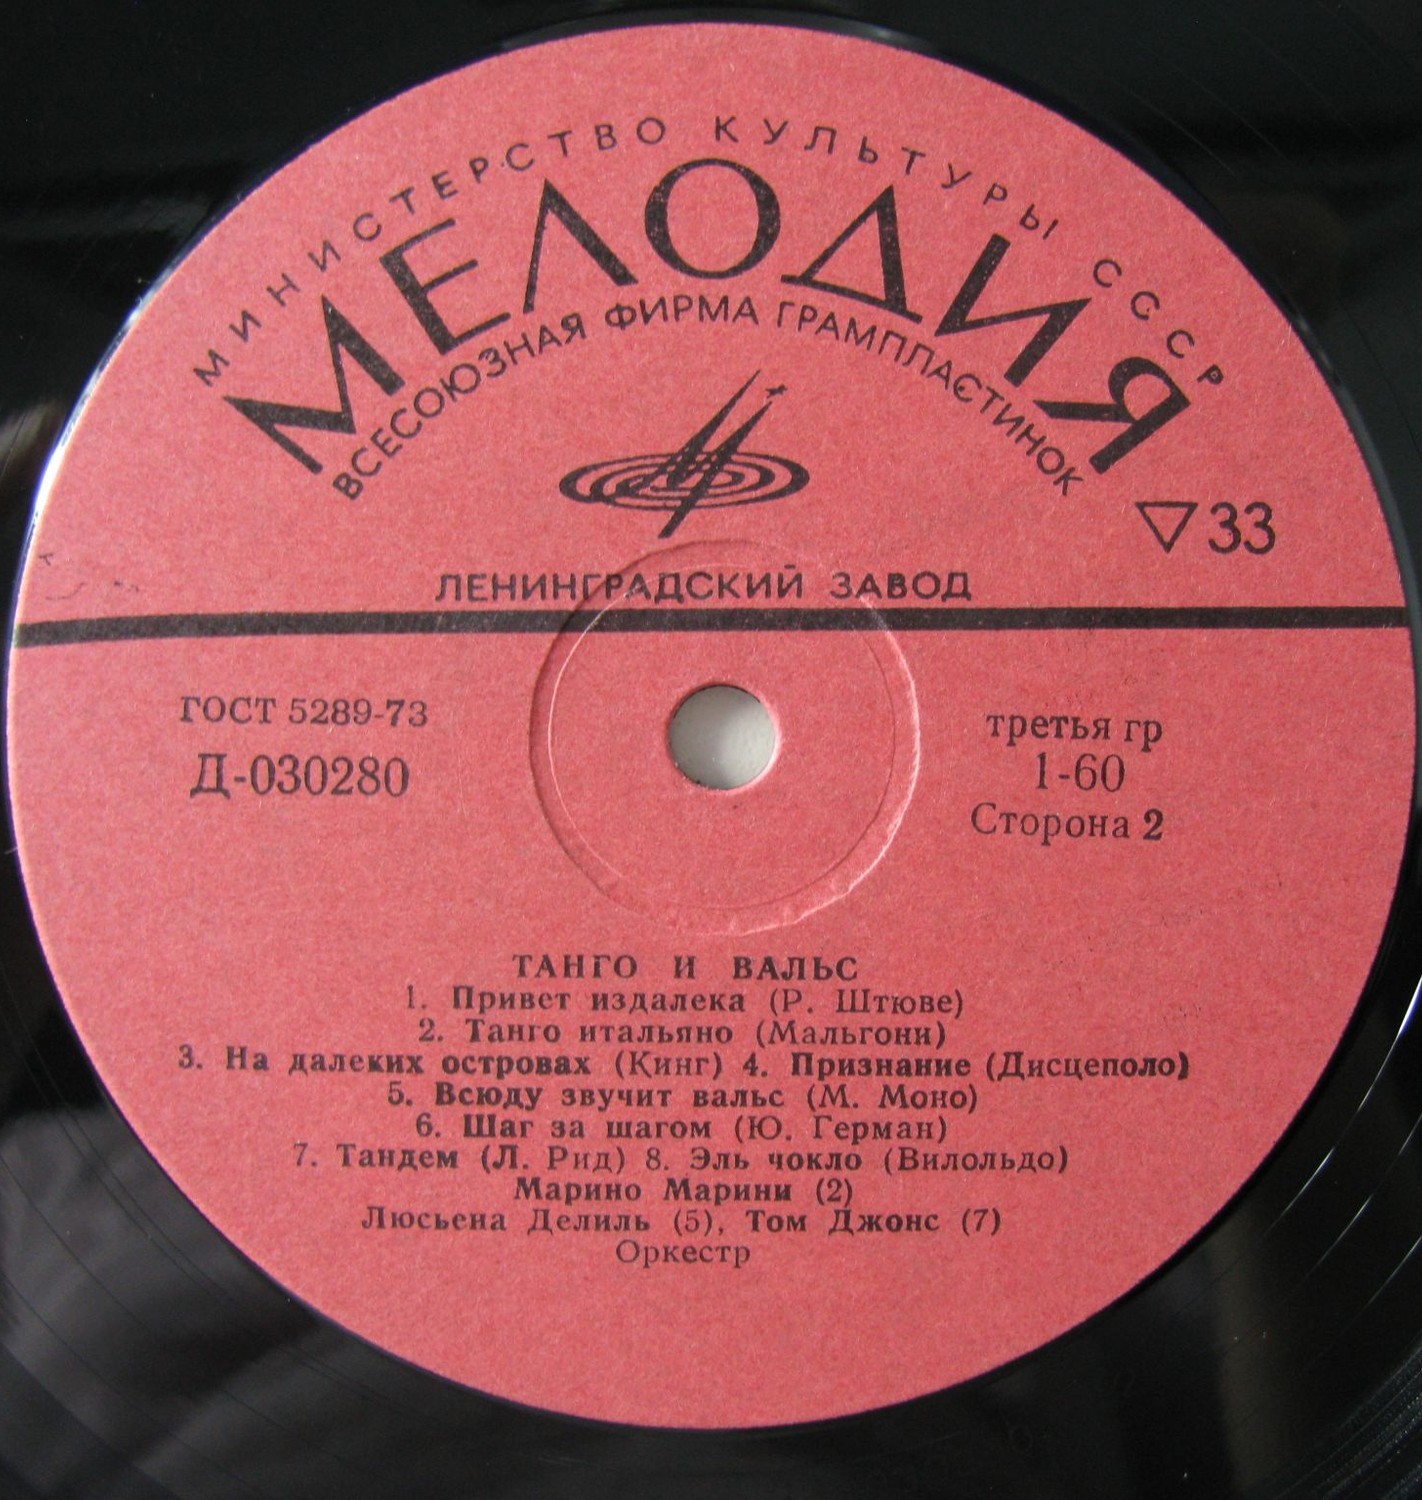 МИНИСТЕРСТВО КУЛЬТУРЫ СССР
МЕЛОДИЯ
ВСЕСОЮЗНАЯ ФИРМА ГРАМПЛАСТИНОК
▽33
ЛЕНИНГРАДСКИЙ ЗАВОД
ГОСТ 5289-73
Д-030280
третья гр
1-60
Сторона 2
ТАНГО И ВАЛЬС
1. Привет издалека (Р. Штюве)
2. Танго итальяно (Мальгони)
3. На далеких островах (Кинг) 4. Признание (Дисцеполо)
5. Всюду звучит вальс (М. Моно)
6. Шаг за шагом (Ю. Герман)
7. Тандем (Л. Рид) 8. Эль чокло (Вилольдо)
Марино Марини (2)
Люсьена Делиль (5), Том Джонс (7)
Оркестр